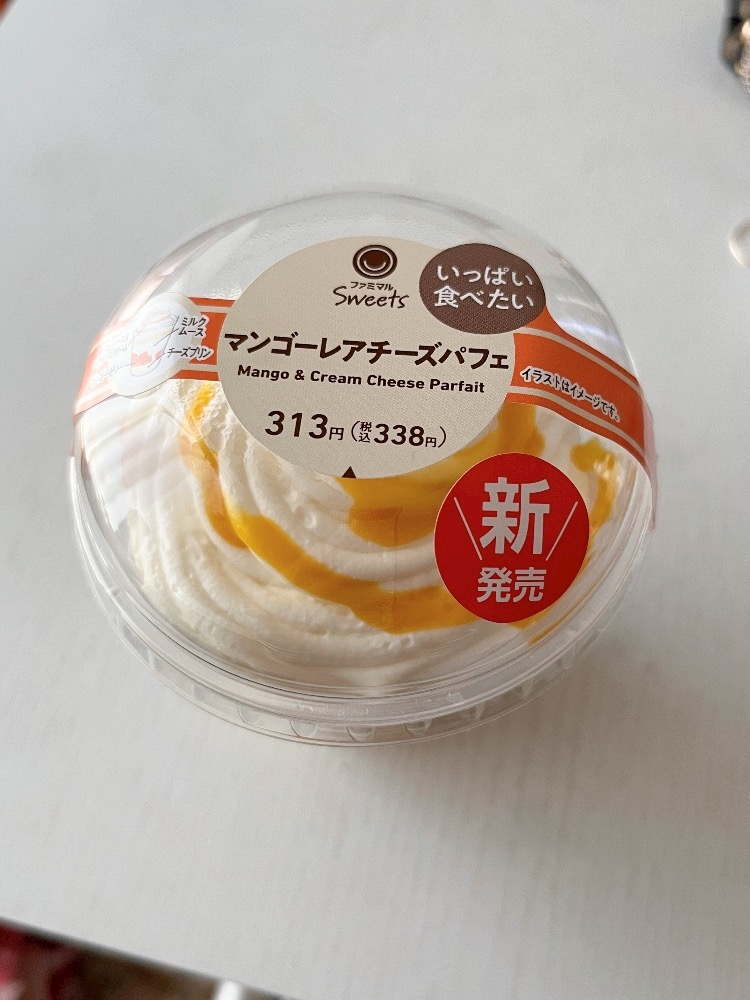 ファミマル
Sweets
いっぱい
食べたい
マンゴーレアチーズパフェ
Mango & Cream Cheese Parfait
313円(税込338円)
ミルク
ムース
チーズプリン
イラストはイメージです。
新
発売